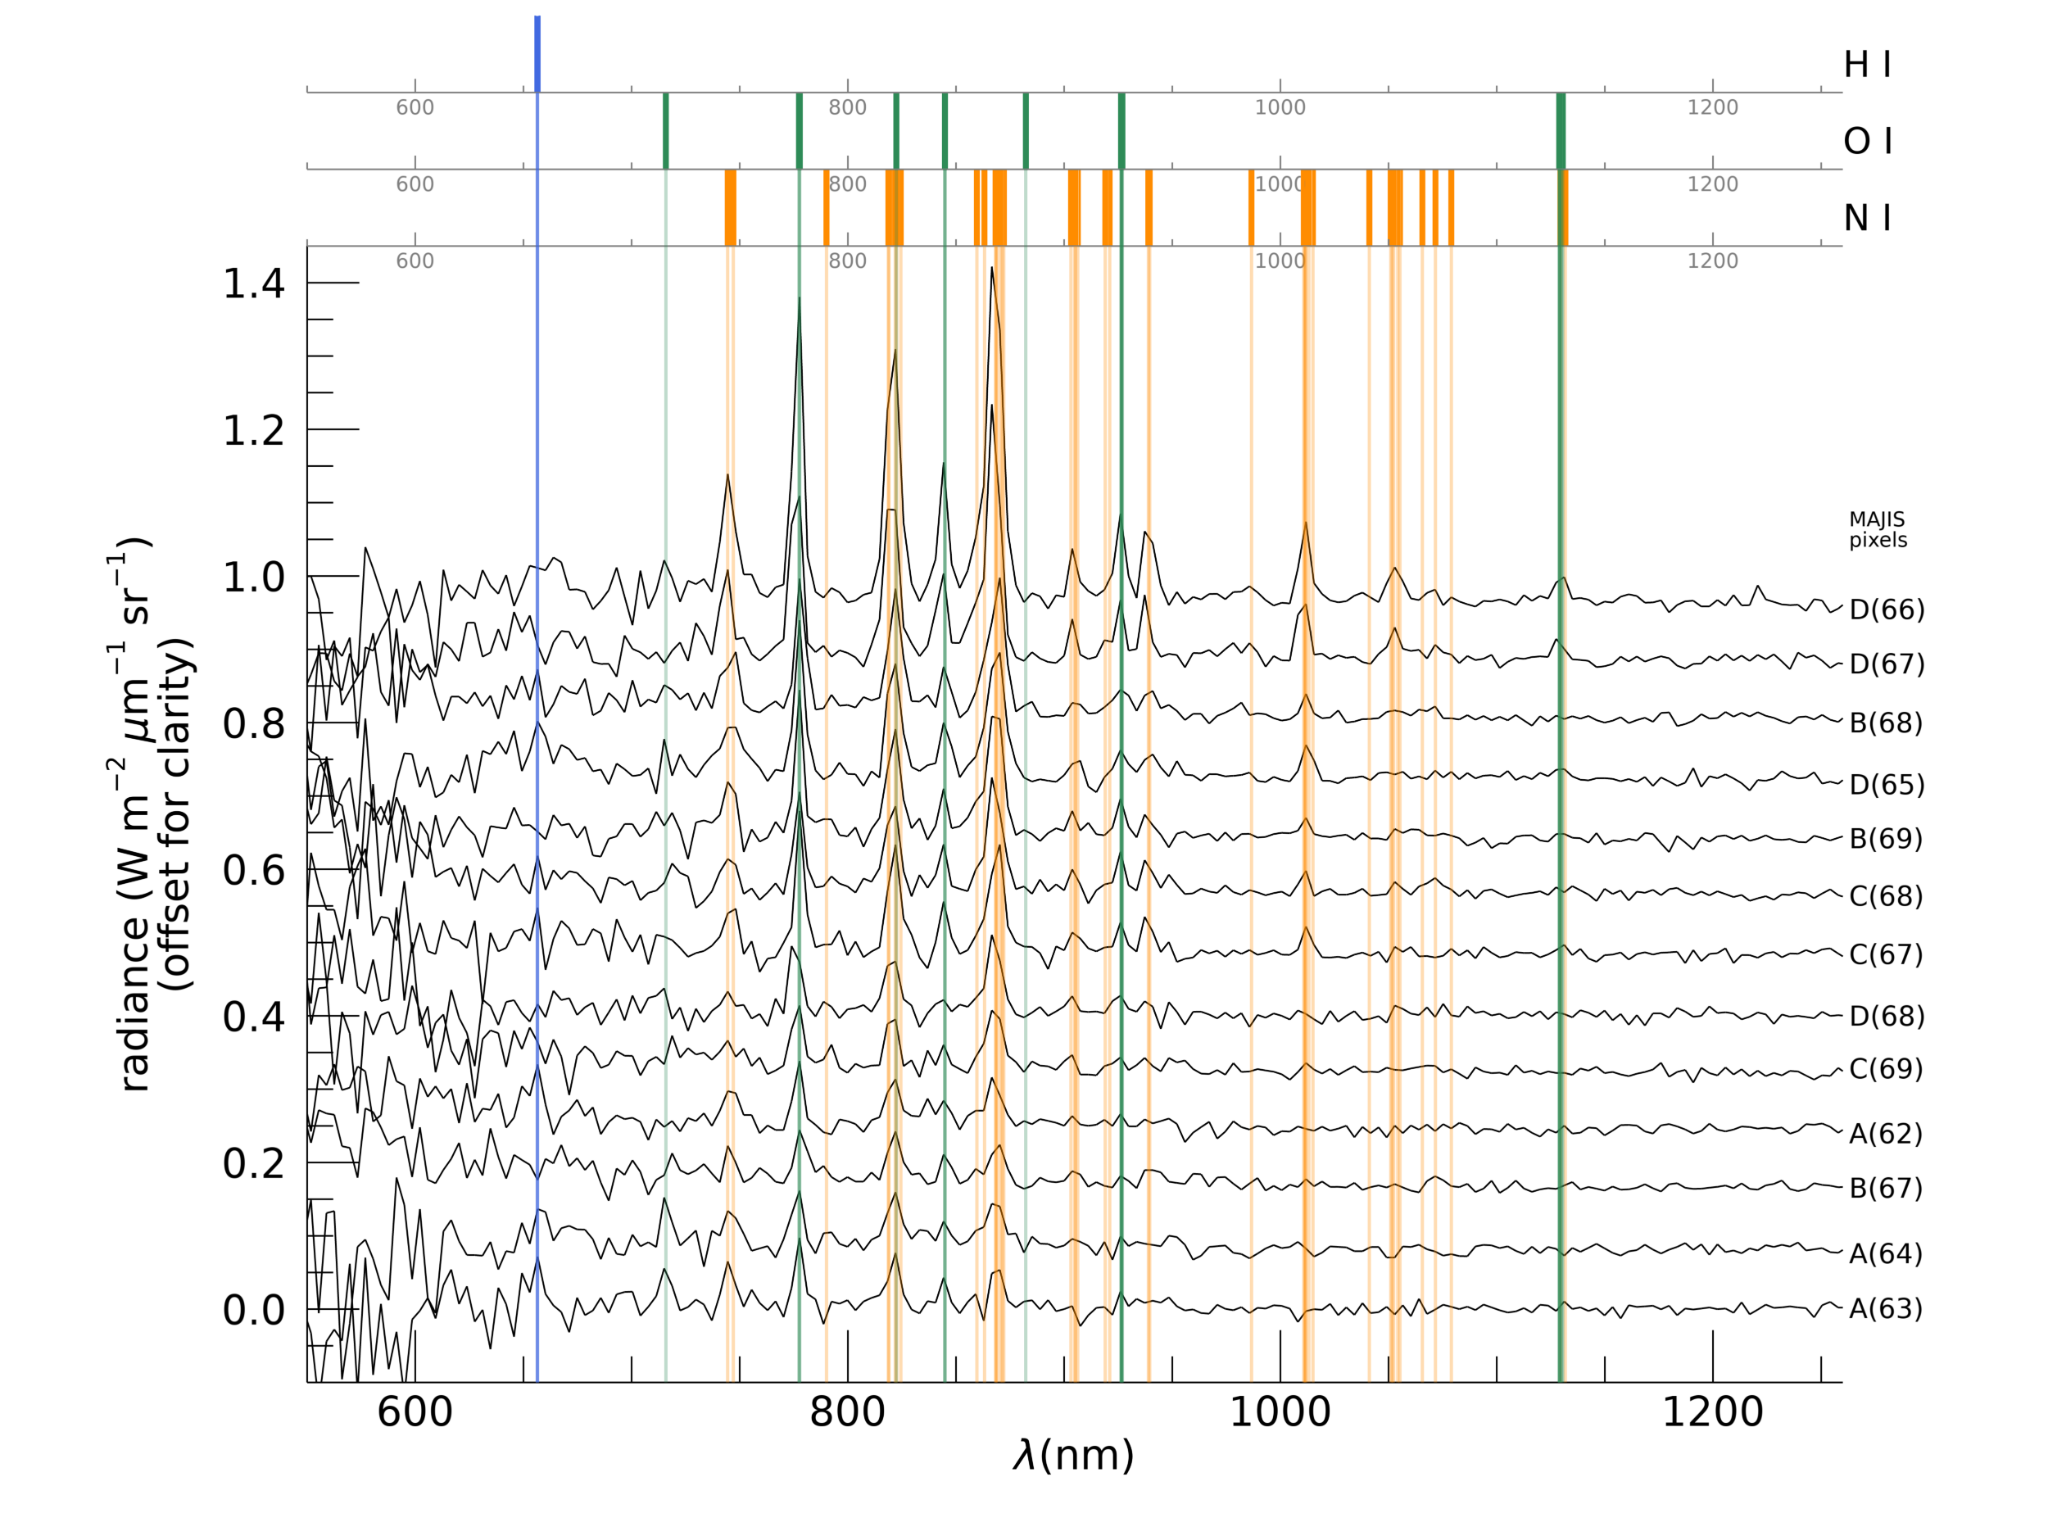 H I
600 800 1000 1200
O I
600 800 1000 1200
N I
600 800 1000 1200
1.4
1.2
1.0
0.8
0.6
0.4
0.2
0.0
radiance (W m⁻² μm⁻¹ sr⁻¹)
(offset for clarity)
MAJIS
pixels
D(66)
D(67)
B(68)
D(65)
B(69)
C(68)
C(67)
D(68)
C(69)
A(62)
B(67)
A(64)
A(63)
600 800 1000 1200
λ(nm)